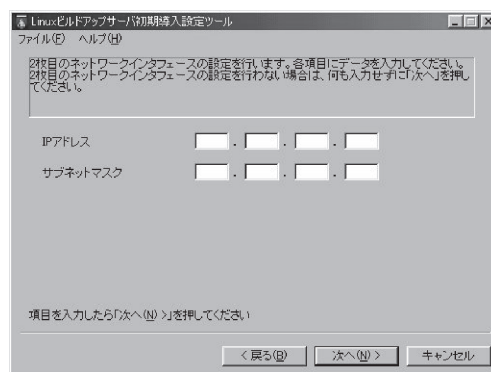 Linuxビルドアップサーバ初期導入設定ツール
ファイル(F) ヘルプ(H)
2枚目のネットワークインタフェースの設定を行います。各項目にデータを入力してください。
2枚目のネットワークインタフェースの設定を行わない場合は、何も入力せずに「次へ」を押し
てください。
IPアドレス . . .
サブネットマスク . . .
項目を入力したら「次へ(N) >」を押してください
< 戻る(B) 次へ(N) > キャンセル